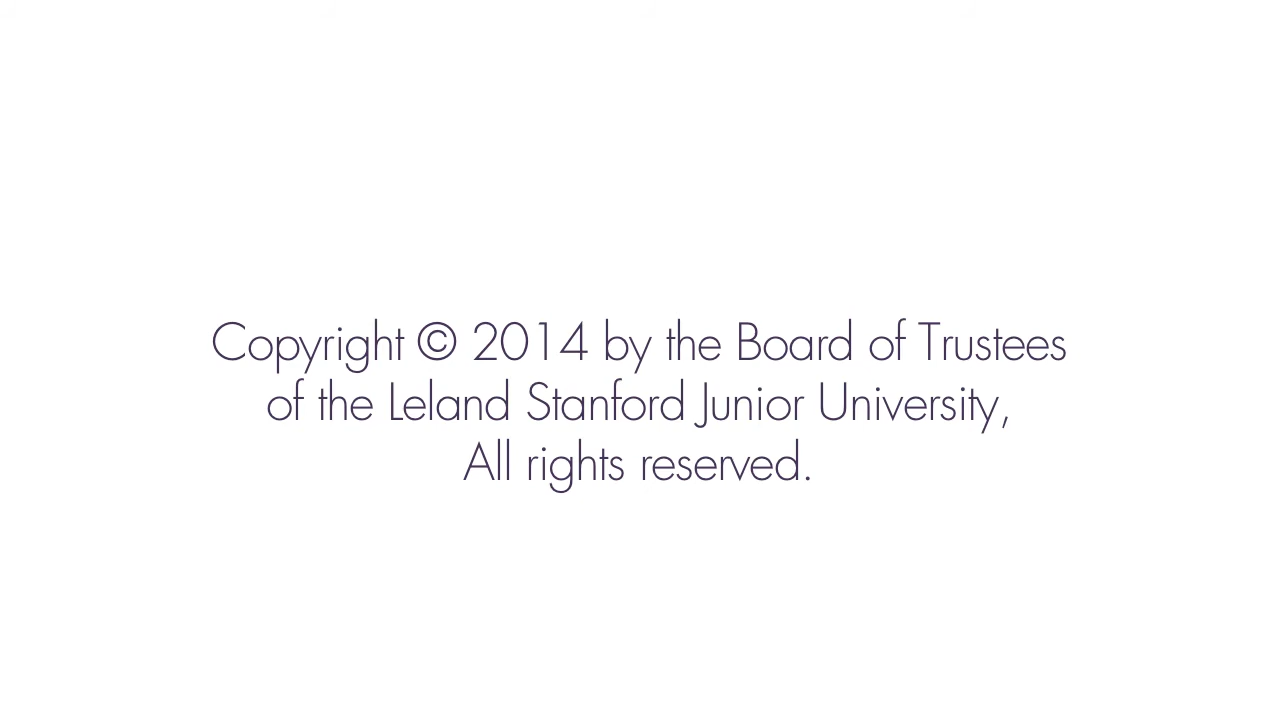 Copyright © 2014 by the Board of Trustees
of the Leland Stanford Junior University,
All rights reserved.